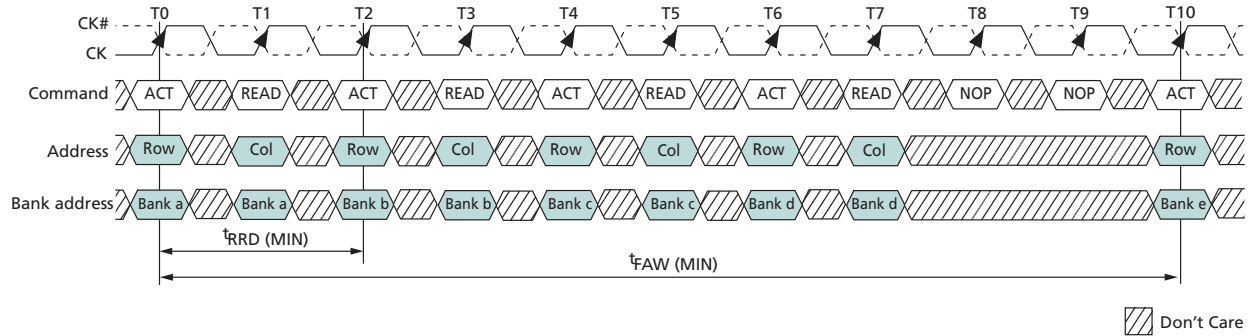 T0 T1 T2 T3 T4 T5 T6 T7 T8 T9 T10
CK#
CK
Command ACT READ ACT READ ACT READ ACT READ NOP NOP ACT
Address Row Col Row Col Row Col Row Col Row
Bank address Bank a Bank a Bank b Bank b Bank c Bank c Bank d Bank d Bank e
tRRD (MIN)
tFAW (MIN)
Don't Care